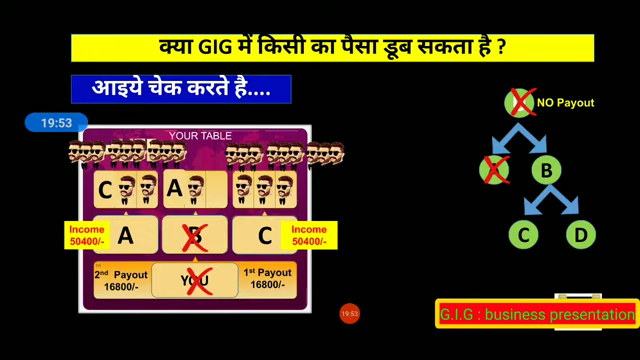 क्या GIG में किसी का पैसा डूब सकता है ?
आइये चेक करते है....
19:53
NO Payout
YOUR TABLE
C
A
B
Income
50400/-
A
B
C
Income
50400/-
C
D
2nd Payout
16800/-
YOU
1st Payout
16800/-
19:53
G.I.G : business presentation